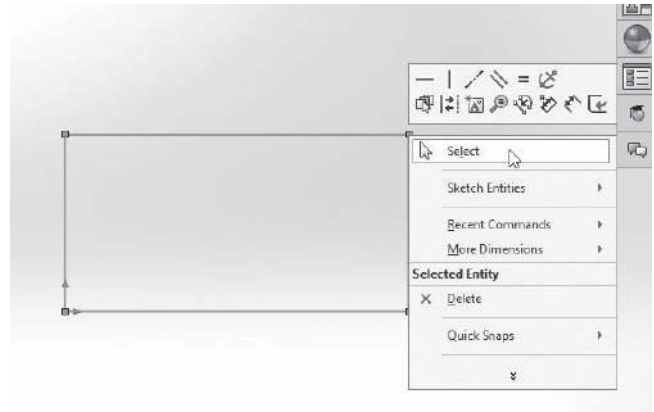 Select
Sketch Entities
Recent Commands
More Dimensions
Selected Entity
Delete
Quick Snaps